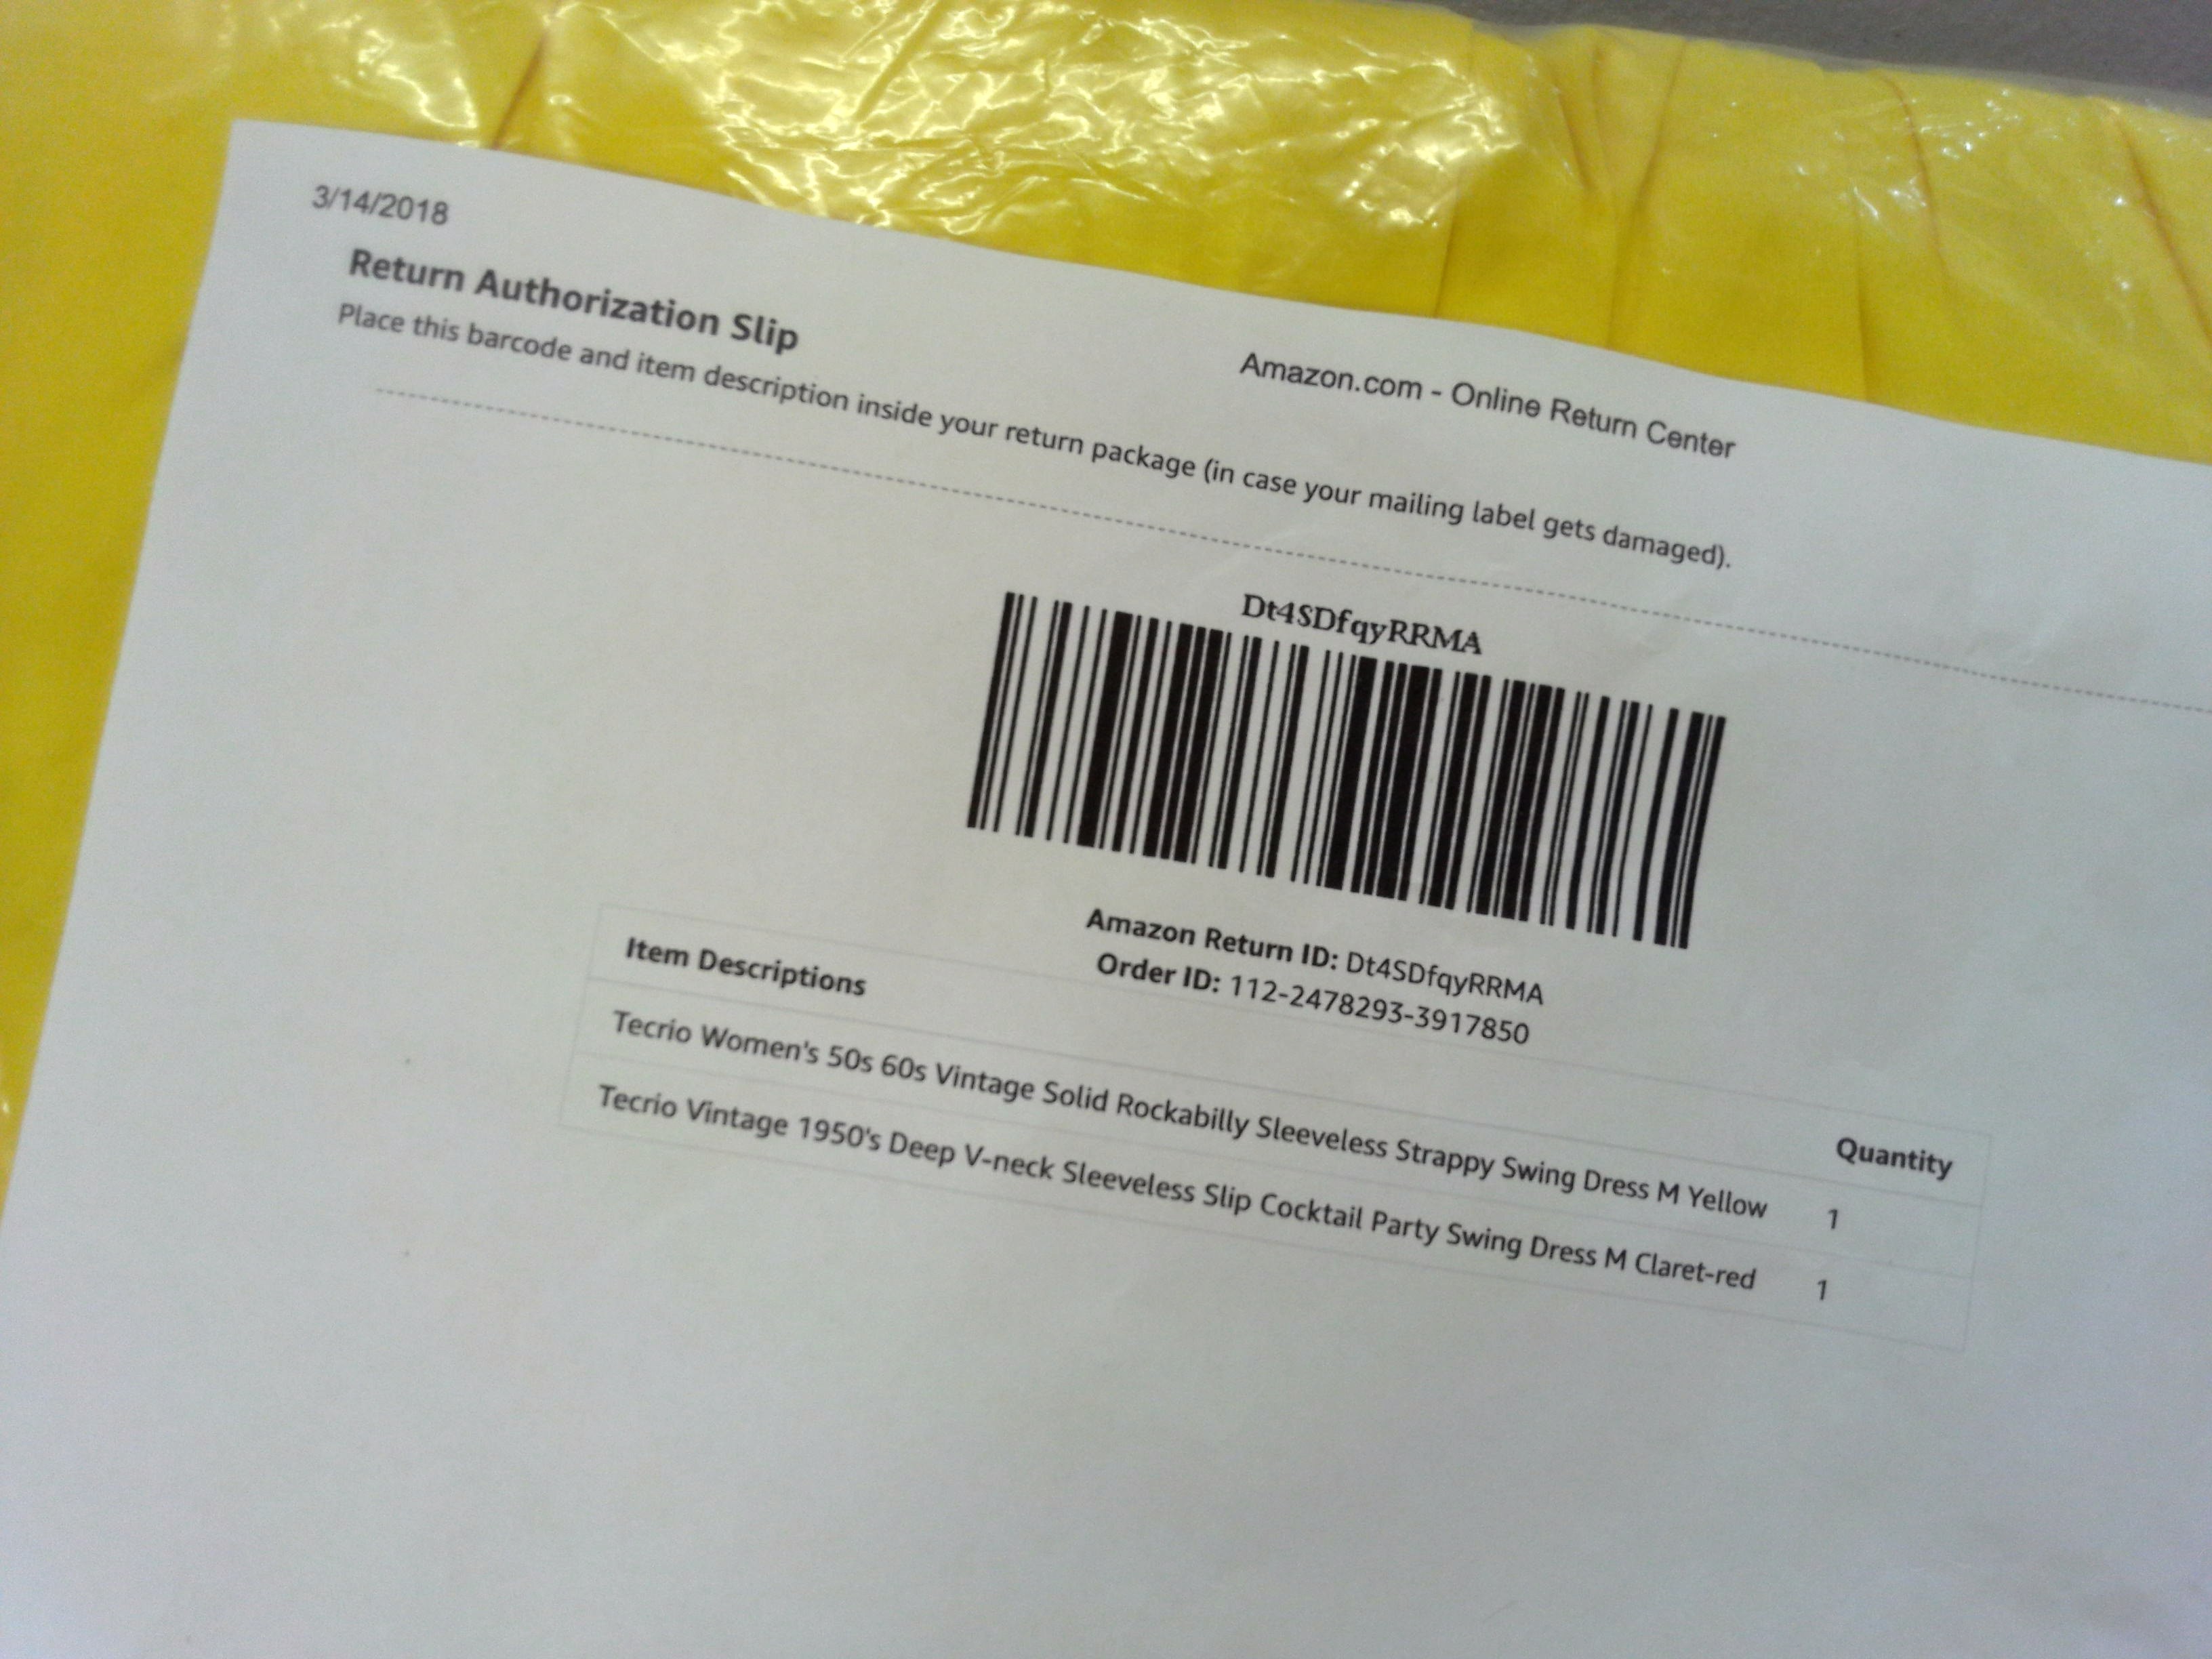 3/14/2018
Amazon.com - Online Return Center
Return Authorization Slip
Place this barcode and item description inside your return package (in case your mailing label gets damaged).
Dt4SDfqyRRMA
Amazon Return ID: Dt4SDfqyRRMA
Order ID: 112-2478293-3917850
Item Descriptions Quantity
Tecrio Women's 50s 60s Vintage Solid Rockabilly Sleeveless Strappy Swing Dress M Yellow 1
Tecrio Vintage 1950's Deep V-neck Sleeveless Slip Cocktail Party Swing Dress M Claret-red 1